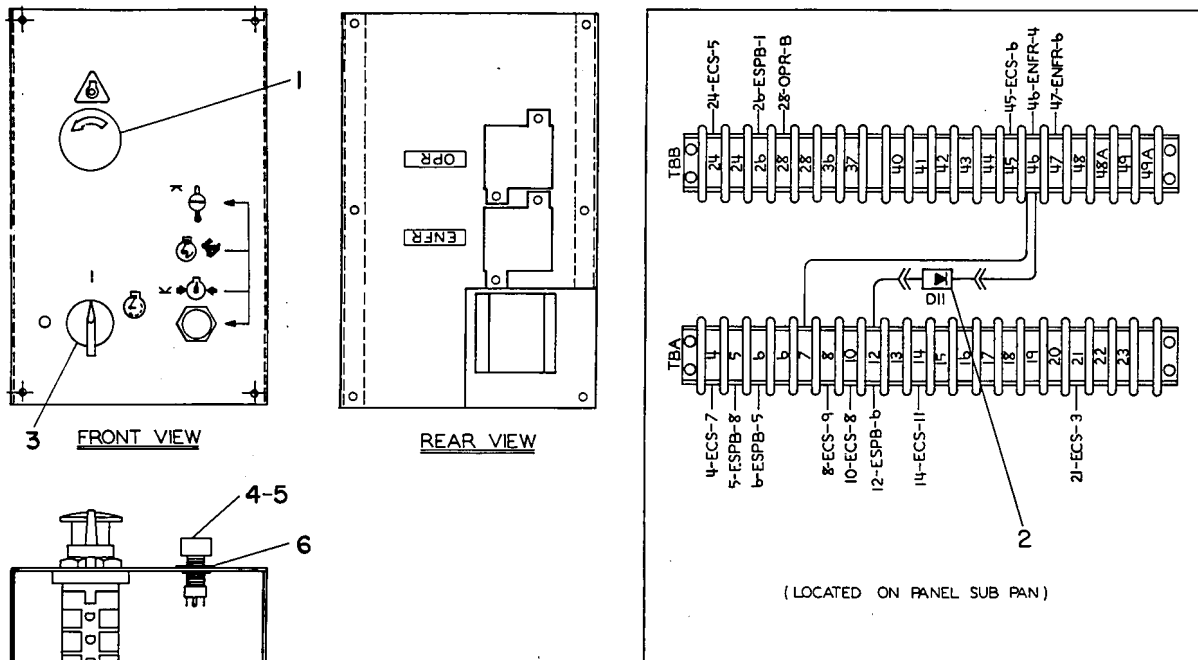 1
K
K
O
I
3
FRONT VIEW
OPR
ENFR
REAR VIEW
4-5
6
24-ECS-5
26-ESPB-1
28-OPR-B
45-ECS-6
46-ENFR-4
47-ENFR-6
TBB
24 24 26 28 28 36 37 40 41 42 43 44 45 46 47 48 48A 49 49A
D11
TBA
4 5 6 6 7 8 10 12 13 14 15 16 17 18 19 20 21 22 23
4-ECS-7
5-ESPB-8
6-ESPB-5
8-ECS-9
10-ECS-8
12-ESPB-6
14-ECS-11
21-ECS-3
2
(LOCATED ON PANEL SUB PAN)